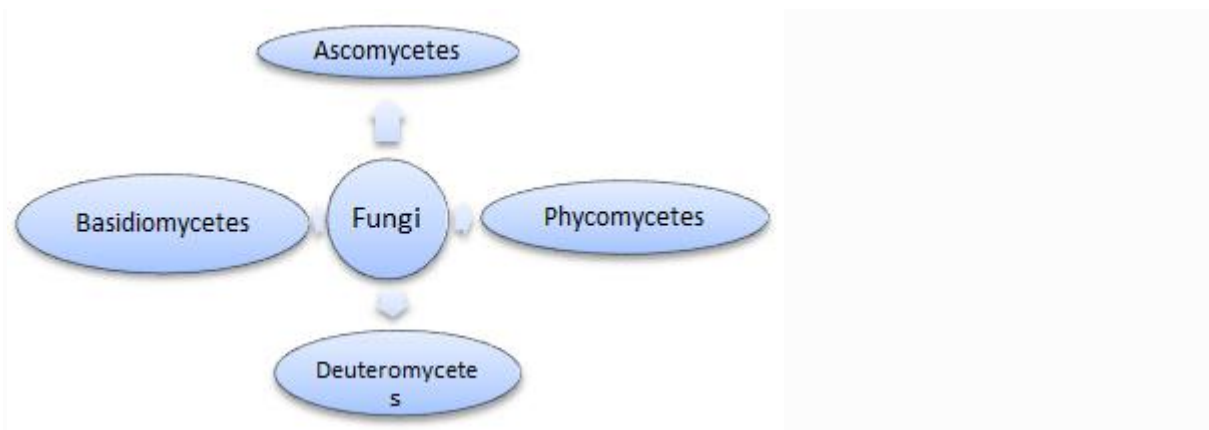 Ascomycetes
Basidiomycetes
Fungi
Phycomycetes
Deuteromycete
s